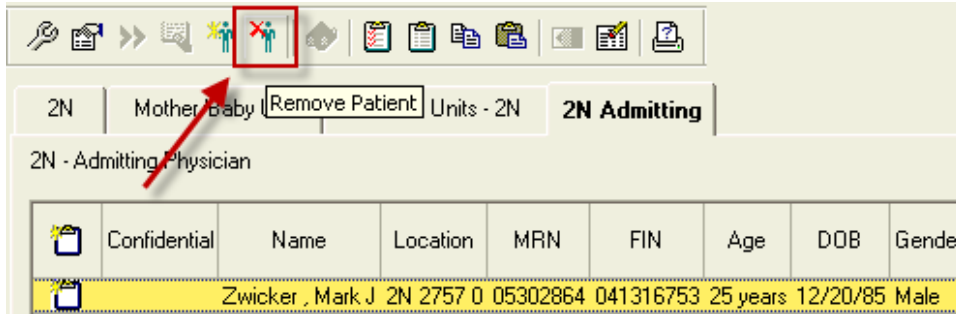 2N Mother Baby Remove Patient Units - 2N 2N Admitting
2N - Admitting Physician
Confidential Name Location MRN FIN Age DOB Gende
Zwicker , Mark J 2N 2757 0 05302864 041316753 25 years 12/20/85 Male